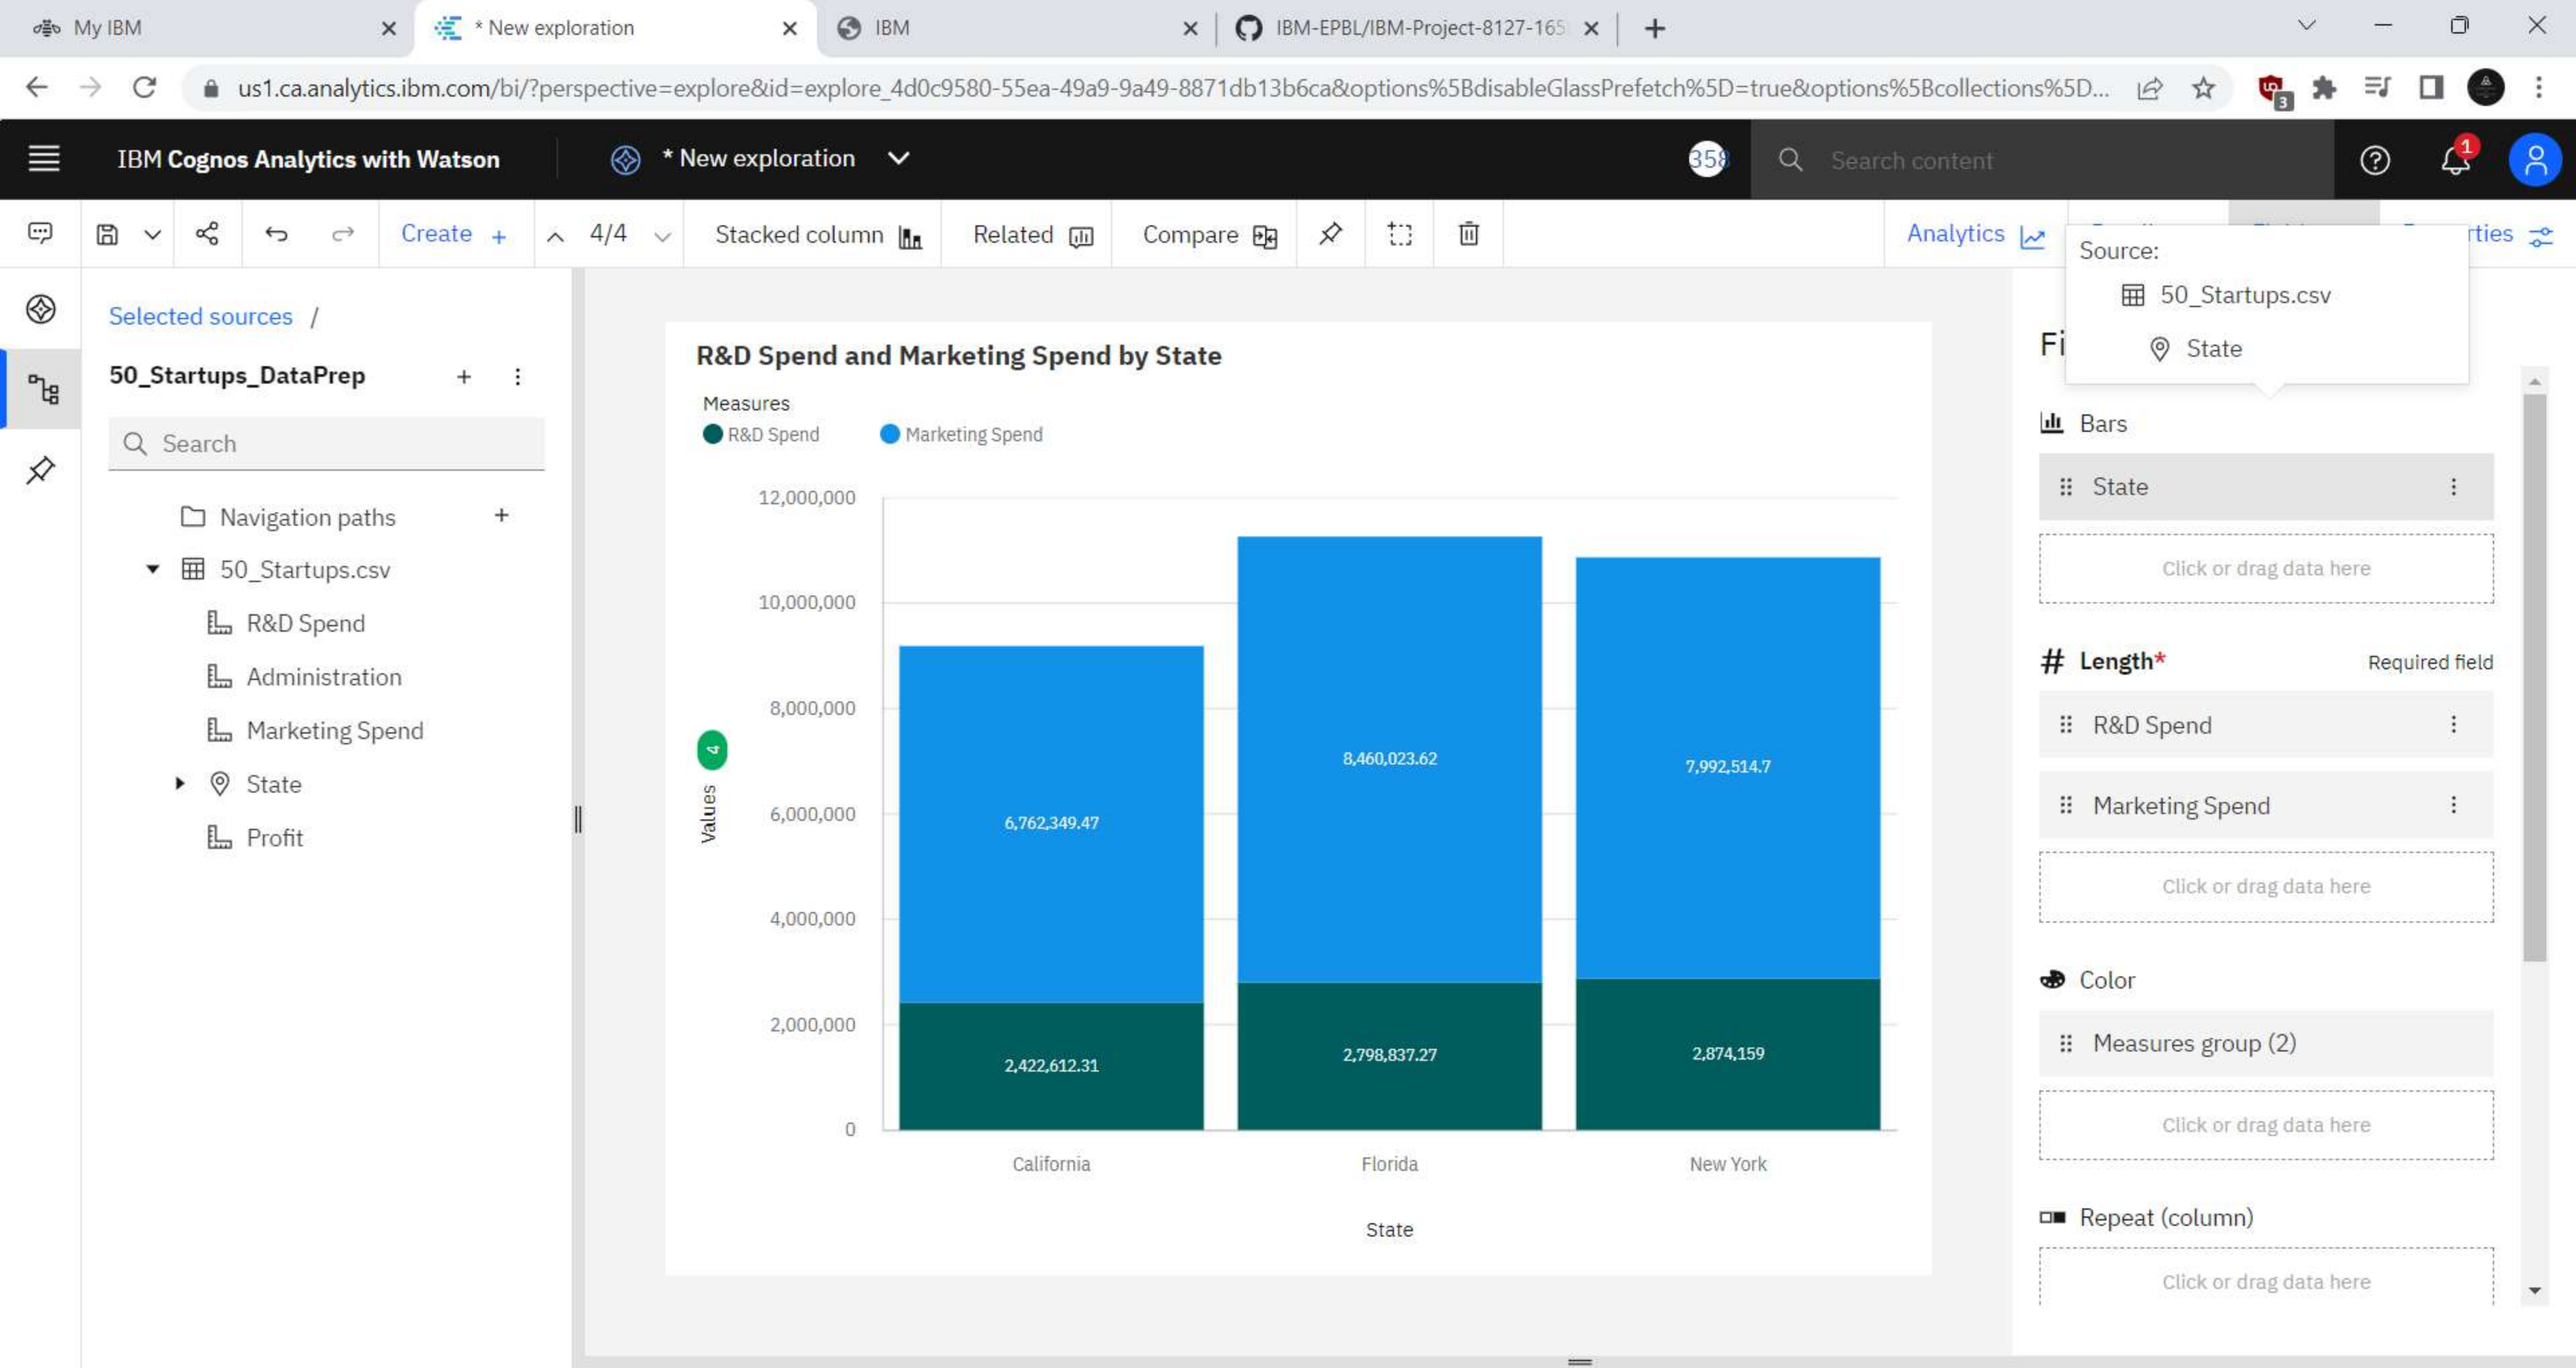 My IBM
* New exploration
IBM
IBM-EPBL/IBM-Project-8127-165
us1.ca.analytics.ibm.com/bi/?perspective=explore&id=explore_4d0c9580-55ea-49a9-9a49-8871db13b6ca&options%5BdisableGlassPrefetch%5D=true&options%5Bcollections%5D...
3
IBM Cognos Analytics with Watson
* New exploration
358
Search content
1
Create +
4/4
Stacked column
Related
Compare
Analytics
rties
Source:
50_Startups.csv
State
Selected sources /
50_Startups_DataPrep
Search
Navigation paths
50_Startups.csv
R&D Spend
Administration
Marketing Spend
State
Profit
R&D Spend and Marketing Spend by State
Measures
R&D Spend Marketing Spend
12,000,000
10,000,000
8,000,000
6,000,000
4,000,000
2,000,000
0
Values 4
6,762,349.47
8,460,023.62
7,992,514.7
2,422,612.31
2,798,837.27
2,874,159
California Florida New York
State
Fi
Bars
State
Click or drag data here
# Length* Required field
R&D Spend
Marketing Spend
Click or drag data here
Color
Measures group (2)
Click or drag data here
Repeat (column)
Click or drag data here